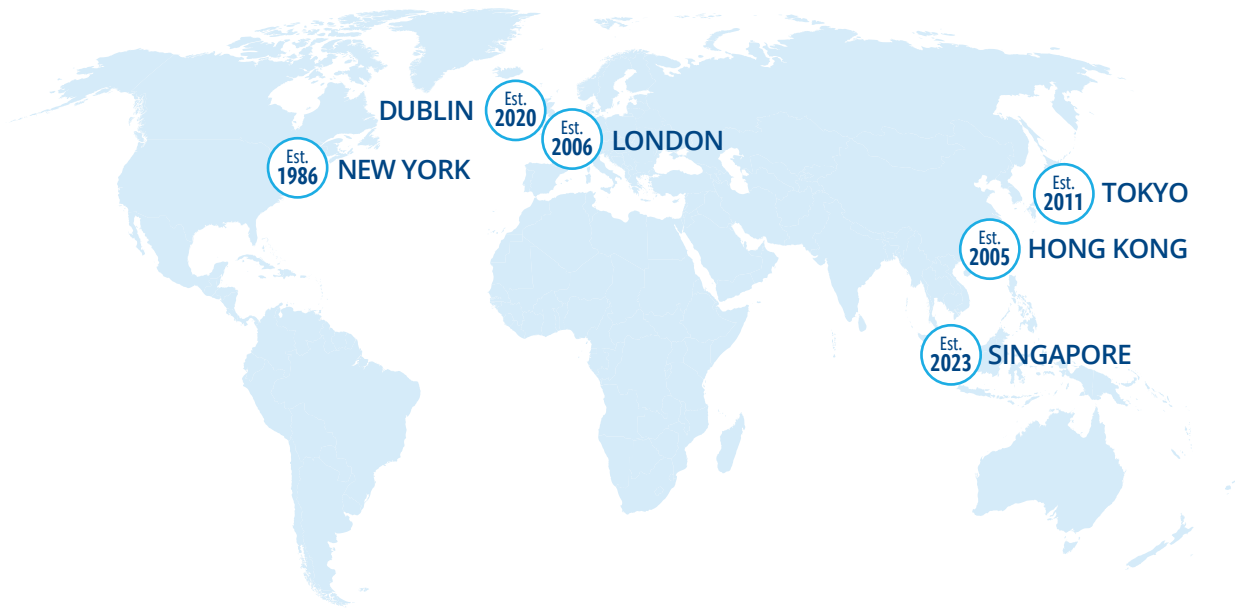 Est.
2020
DUBLIN
Est.
2006
LONDON
Est.
1986
NEW YORK
Est.
2011
TOKYO
Est.
2005
HONG KONG
Est.
2023
SINGAPORE